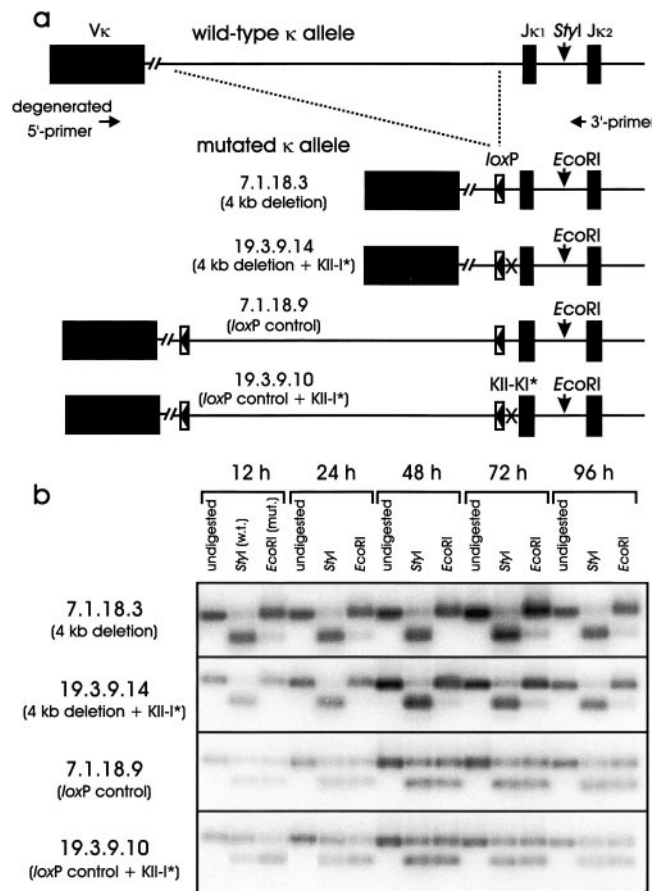 a
Vκ
wild-type κ allele
Jκ1 StyI Jκ2
degenerated
5'-primer
3'-primer
mutated κ allele
loxP
EcoRI
7.1.18.3
(4 kb deletion)
EcoRI
19.3.9.14
(4 kb deletion + KII-I*)
7.1.18.9
(loxP control)
EcoRI
19.3.9.10
(loxP control + KII-I*)
KII-KI* EcoRI
b
12 h 24 h 48 h 72 h 96 h
undigested StyI (w.t.) EcoRI (mut.) undigested StyI EcoRI undigested StyI EcoRI undigested StyI EcoRI undigested StyI EcoRI
7.1.18.3
(4 kb deletion)
19.3.9.14
(4 kb deletion + KII-I*)
7.1.18.9
(loxP control)
19.3.9.10
(loxP control + KII-I*)